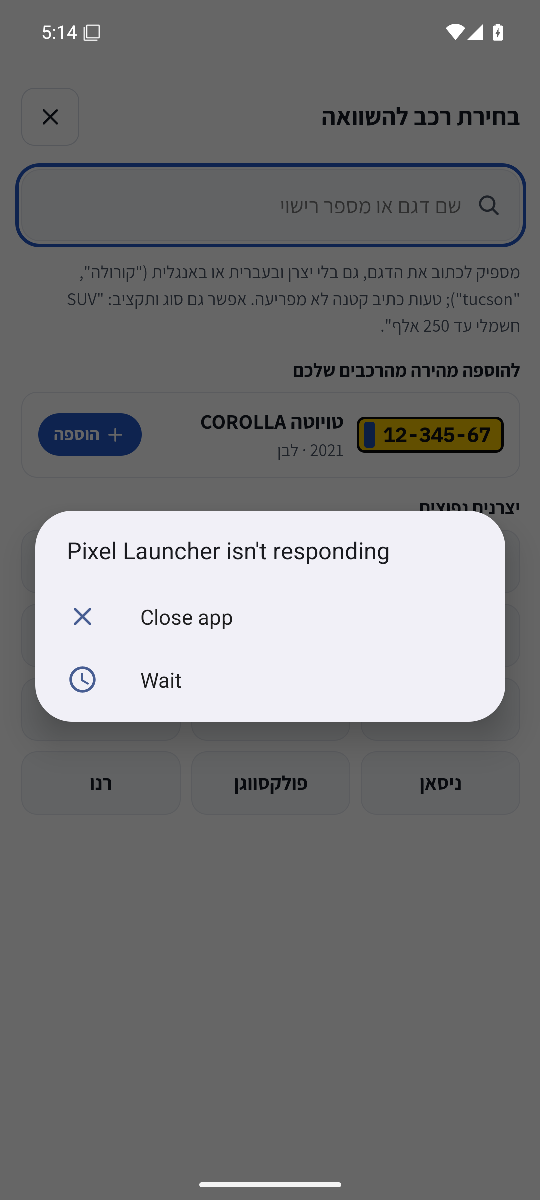 5:14
בחירת רכב להשוואה
שם דגם או מספר רישוי
מספיק לכתוב את הדגם, גם בלי יצרן ובעברית או באנגלית ("קורולה",
"tucson"); טעות כתיב קטנה לא מפריעה. אפשר גם סוג ותקציב: "SUV
חשמלי עד 250 אלף".
להוספה מהירה מהרכבים שלכם
12-345-67
טויוטה COROLLA
2021 · לבן
הוספה
יצרנים נפוצים
Pixel Launcher isn't responding
Close app
Wait
ניסאן
פולקסווגן
רנו